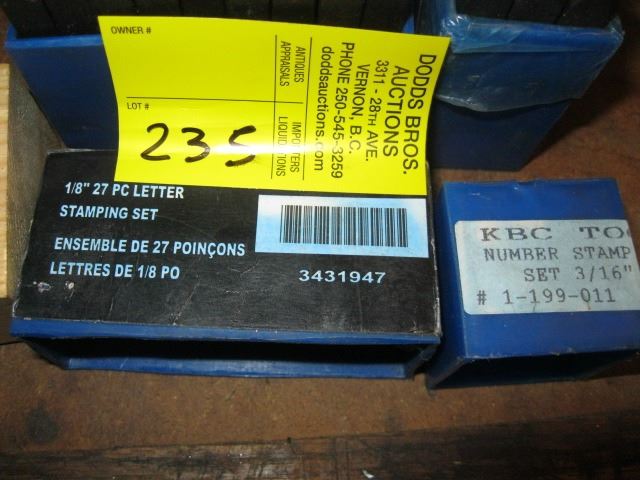 OWNER #
LOT #
235
ANTIQUES
APPRAISALS
IMPORTERS
LIQUIDATIONS
DODDS BROS.
AUCTIONS
3311 - 28TH AVE.
VERNON, B.C.
PHONE 250-545-3259
doddsauctions.com
1/8" 27 PC LETTER
STAMPING SET
ENSEMBLE DE 27 POINÇONS
LETTRES DE 1/8 PO
3431947
KBC TO
NUMBER STAMP
SET 3/16"
# 1-199-011